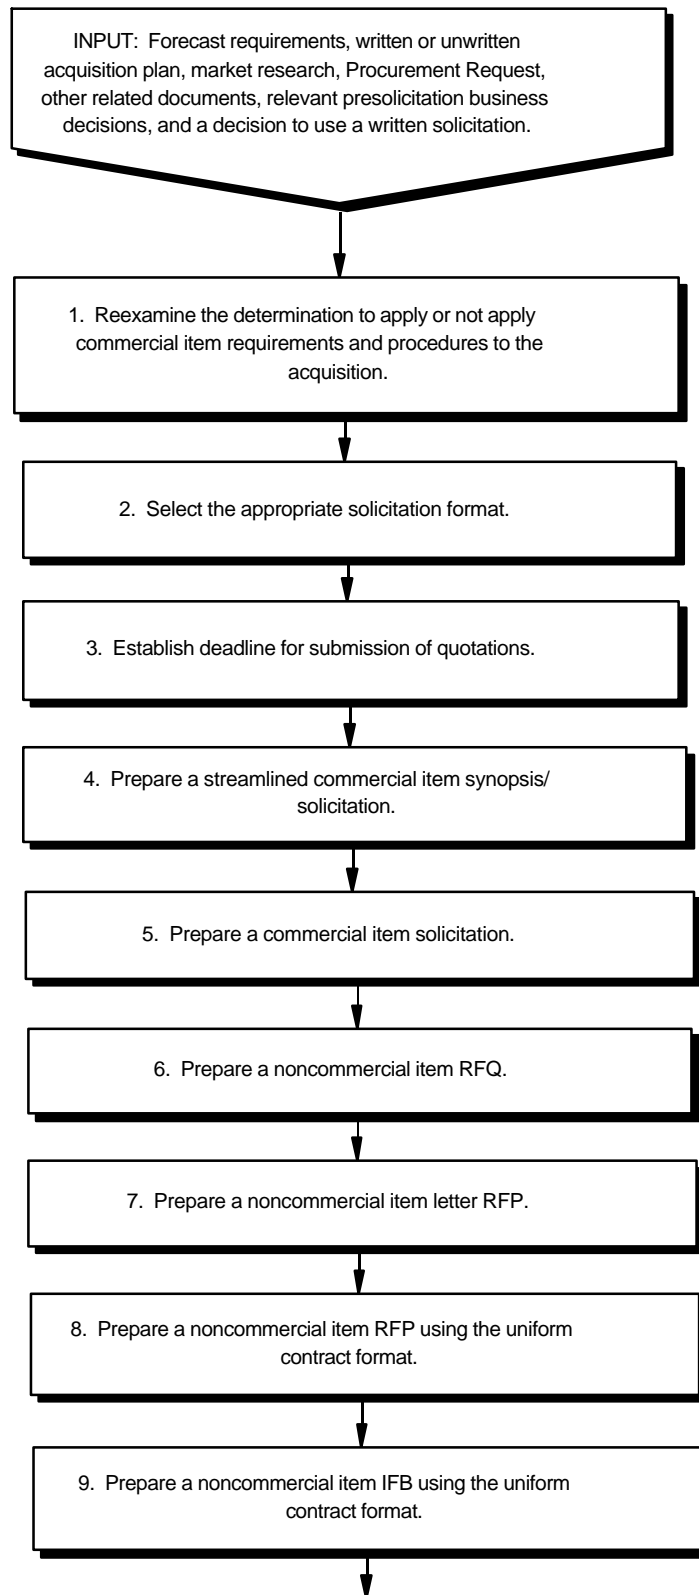 INPUT:  Forecast requirements, written or unwritten
acquisition plan, market research, Procurement Request,
other related documents, relevant presolicitation business
decisions, and a decision to use a written solicitation.
1.  Reexamine the determination to apply or not apply
commercial item requirements and procedures to the
acquisition.
2.  Select the appropriate solicitation format.
3.  Establish deadline for submission of quotations.
4.  Prepare a streamlined commercial item synopsis/
solicitation.
5.  Prepare a commercial item solicitation.
6.  Prepare a noncommercial item RFQ.
7.  Prepare a noncommercial item letter RFP.
8.  Prepare a noncommercial item RFP using the uniform
contract format.
9.  Prepare a noncommercial item IFB using the uniform
contract format.